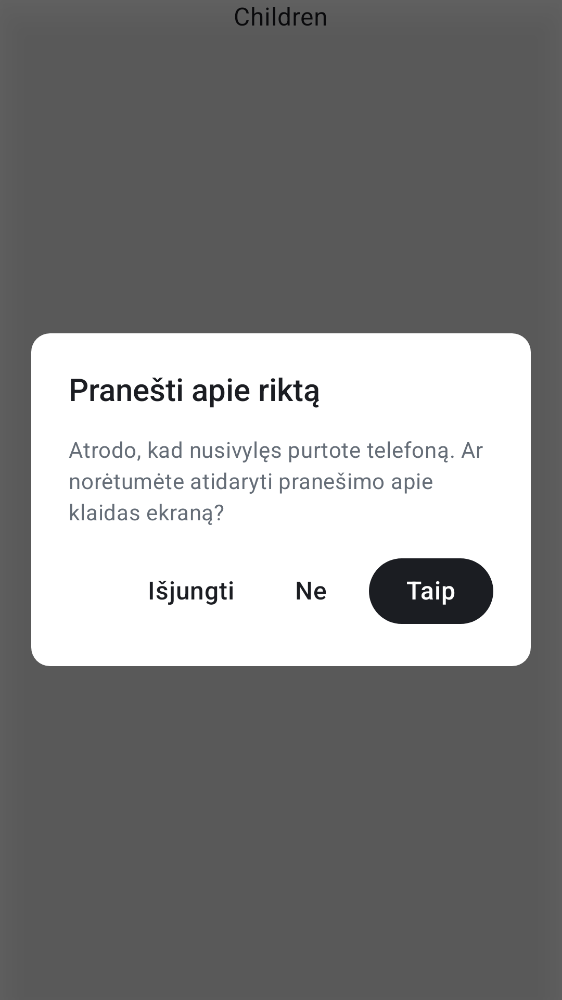 Children
Pranešti apie riktą
Atrodo, kad nusivylęs purtote telefoną. Ar
norėtumėte atidaryti pranešimo apie
klaidas ekraną?
Išjungti Ne Taip